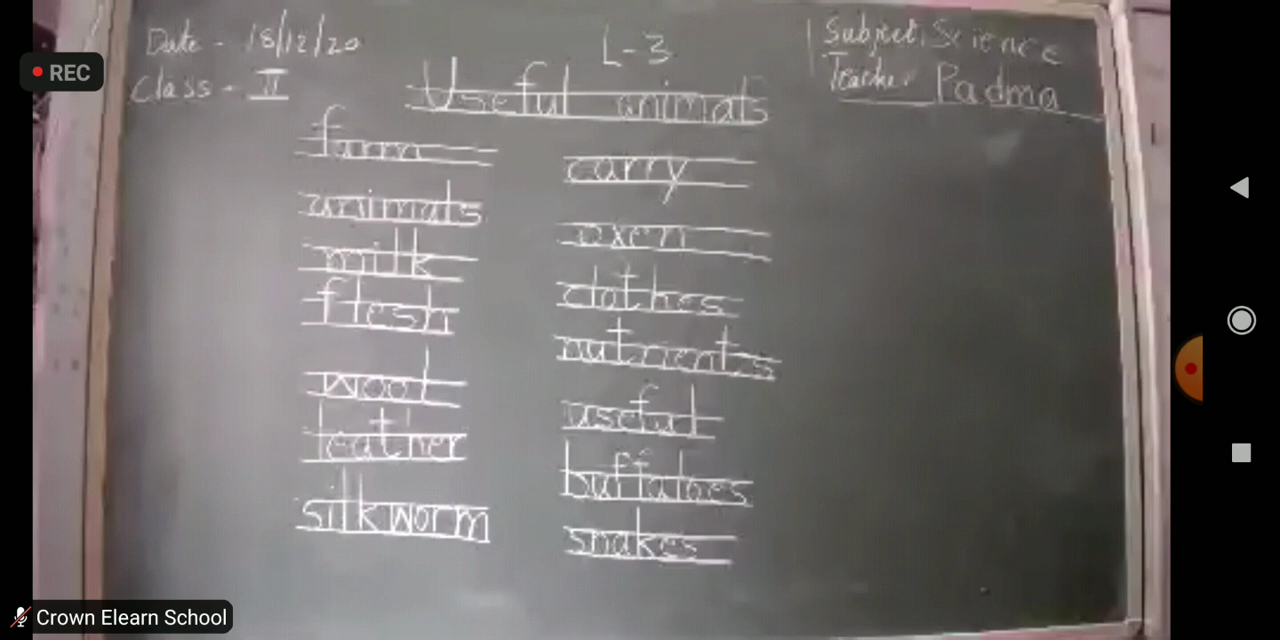 REC
Date - 18/12/20
Class - II
L-3
Subject: Science
Teacher Padma
Useful animals
farm
animals
milk
flesh
wool
leather
silkworm
carry
oxen
clothes
nutrients
useful
buffaloes
snakes
Crown Elearn School